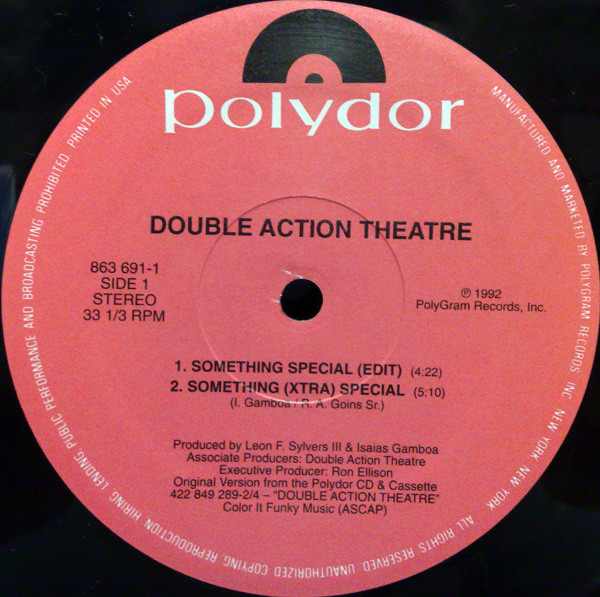 polydor
DOUBLE ACTION THEATRE
863 691-1
SIDE 1
STEREO
33 1/3 RPM
℗ 1992
PolyGram Records, Inc.
1. SOMETHING SPECIAL (EDIT) (4:22)
2. SOMETHING (XTRA) SPECIAL (5:10)
(I. Gamboa / R. A. Goins Sr.)
Produced by Leon F. Sylvers III & Isaias Gamboa
Associate Producers: Double Action Theatre
Executive Producer: Ron Ellison
Original Version from the Polydor CD & Cassette
422 849 289-2/4 – "DOUBLE ACTION THEATRE"
Color It Funky Music (ASCAP)
MANUFACTURED AND MARKETED BY POLYGRAM RECORDS INC. NEW YORK, NEW YORK. ALL RIGHTS RESERVED. UNAUTHORIZED COPYING, REPRODUCTION, HIRING, LENDING, PUBLIC PERFORMANCE AND BROADCASTING PROHIBITED. PRINTED IN USA